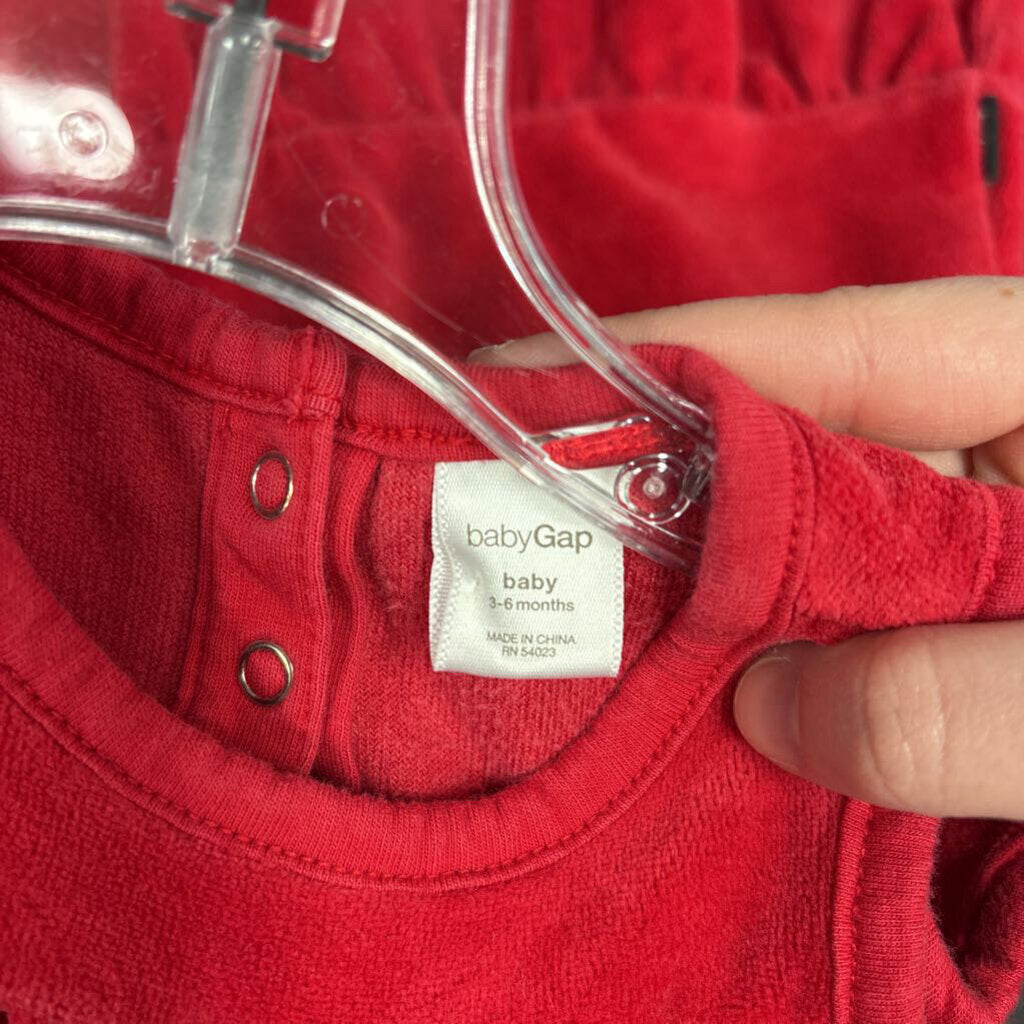 babyGap
baby
3-6 months
MADE IN CHINA
RN 54023